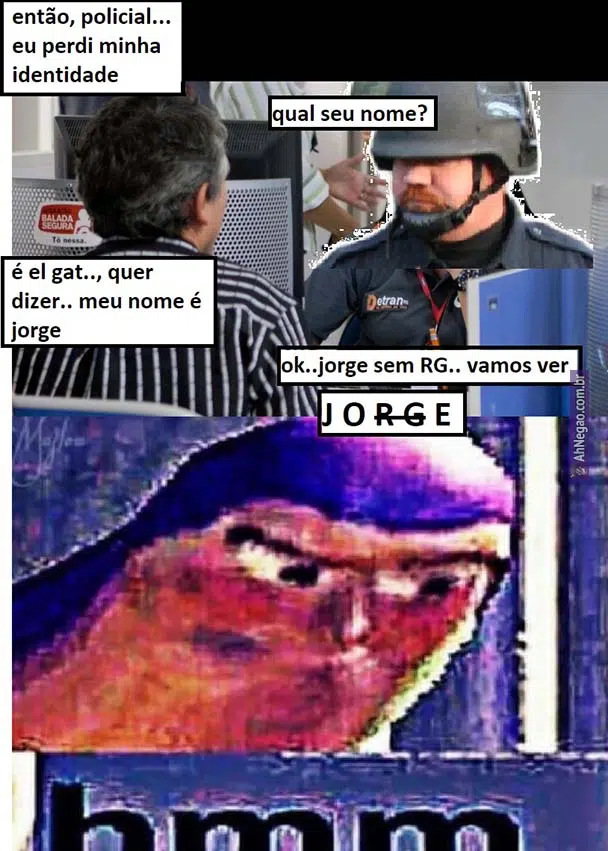 então, policial...
eu perdi minha
identidade
qual seu nome?
BALADA
SEGURA
Tô nessa.
é el gat.., quer
dizer.. meu nome é
jorge
Detran
ok..jorge sem RG.. vamos ver
J O R G E
AhNegao.com.br
hmm